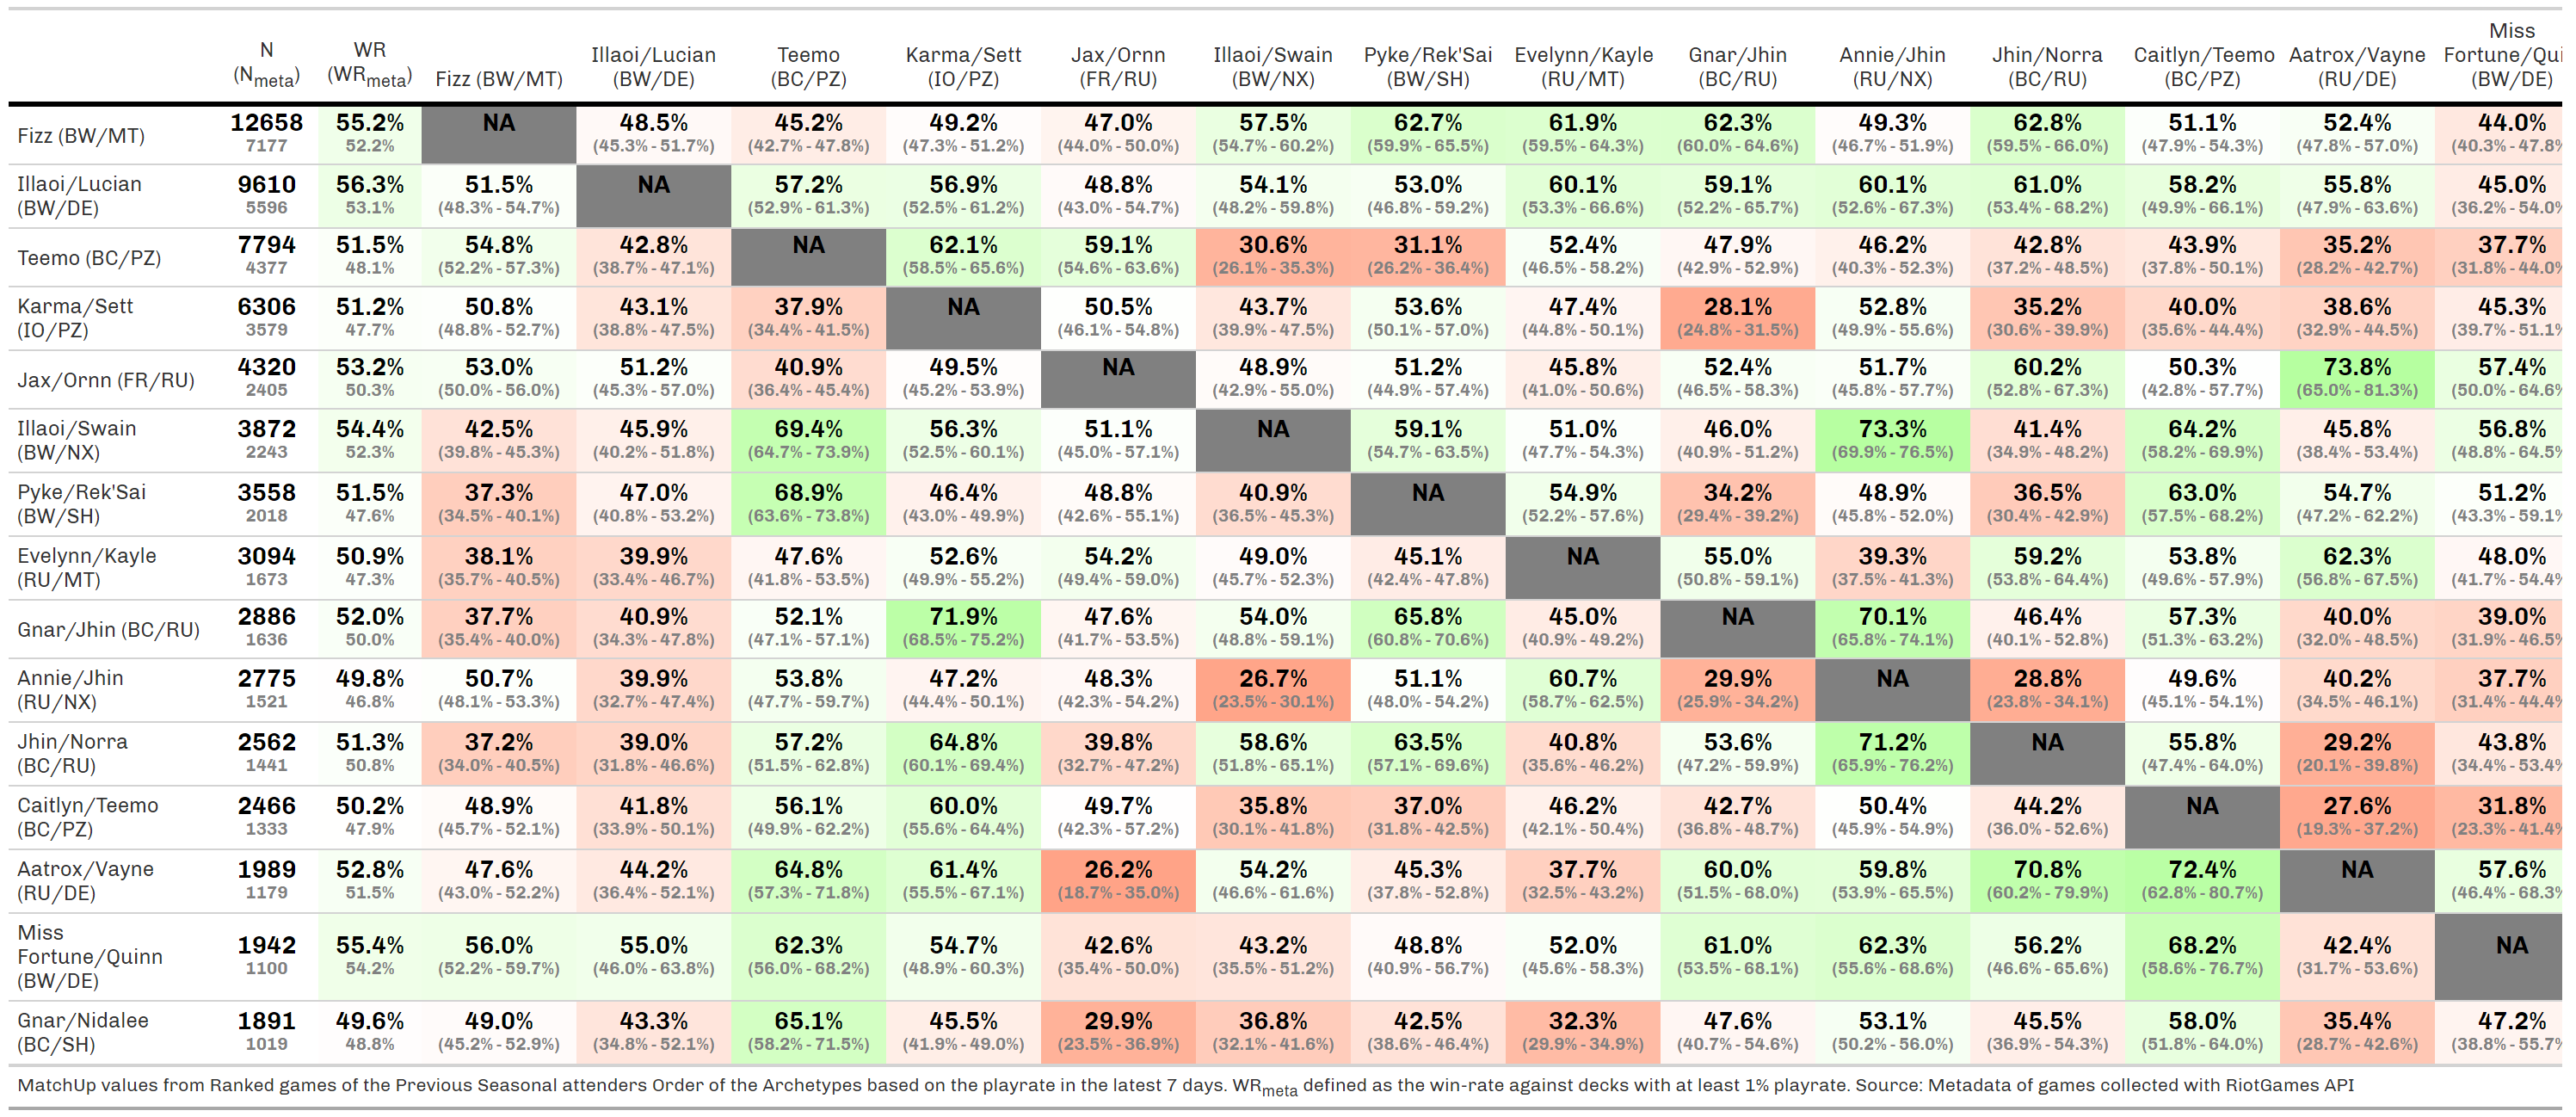 N (Nmeta) WR (WRmeta) Fizz (BW/MT) Illaoi/Lucian (BW/DE) Teemo (BC/PZ) Karma/Sett (IO/PZ) Jax/Ornn (FR/RU) Illaoi/Swain (BW/NX) Pyke/Rek'Sai (BW/SH) Evelynn/Kayle (RU/MT) Gnar/Jhin (BC/RU) Annie/Jhin (RU/NX) Jhin/Norra (BC/RU) Caitlyn/Teemo (BC/PZ) Aatrox/Vayne (RU/DE) Miss Fortune/Qui (BW/DE)
Fizz (BW/MT) 12658 55.2% NA 48.5% 45.2% 49.2% 47.0% 57.5% 62.7% 61.9% 62.3% 49.3% 62.8% 51.1% 52.4% 44.0%
7177 52.2% (45.3% - 51.7%) (42.7% - 47.8%) (47.3% - 51.2%) (44.0% - 50.0%) (54.7% - 60.2%) (59.9% - 65.5%) (59.5% - 64.3%) (60.0% - 64.6%) (46.7% - 51.9%) (59.5% - 66.0%) (47.9% - 54.3%) (47.8% - 57.0%) (40.3% - 47.8%
Illaoi/Lucian 9610 56.3% 51.5% NA 57.2% 56.9% 48.8% 54.1% 53.0% 60.1% 59.1% 60.1% 61.0% 58.2% 55.8% 45.0%
(BW/DE) 5596 53.1% (48.3% - 54.7%) (52.9% - 61.3%) (52.5% - 61.2%) (43.0% - 54.7%) (48.2% - 59.8%) (46.8% - 59.2%) (53.3% - 66.6%) (52.2% - 65.7%) (52.6% - 67.3%) (53.4% - 68.2%) (49.9% - 66.1%) (47.9% - 63.6%) (36.2% - 54.0%
Teemo (BC/PZ) 7794 51.5% 54.8% 42.8% NA 62.1% 59.1% 30.6% 31.1% 52.4% 47.9% 46.2% 42.8% 43.9% 35.2% 37.7%
4377 48.1% (52.2% - 57.3%) (38.7% - 47.1%) (58.5% - 65.6%) (54.6% - 63.6%) (26.1% - 35.3%) (26.2% - 36.4%) (46.5% - 58.2%) (42.9% - 52.9%) (40.3% - 52.3%) (37.2% - 48.5%) (37.8% - 50.1%) (28.2% - 42.7%) (31.8% - 44.0%
Karma/Sett 6306 51.2% 50.8% 43.1% 37.9% NA 50.5% 43.7% 53.6% 47.4% 28.1% 52.8% 35.2% 40.0% 38.6% 45.3%
(IO/PZ) 3579 47.7% (48.8% - 52.7%) (38.8% - 47.5%) (34.4% - 41.5%) (46.1% - 54.8%) (39.9% - 47.5%) (50.1% - 57.0%) (44.8% - 50.1%) (24.8% - 31.5%) (49.9% - 55.6%) (30.6% - 39.9%) (35.6% - 44.4%) (32.9% - 44.5%) (39.7% - 51.1%
Jax/Ornn (FR/RU) 4320 53.2% 53.0% 51.2% 40.9% 49.5% NA 48.9% 51.2% 45.8% 52.4% 51.7% 60.2% 50.3% 73.8% 57.4%
2405 50.3% (50.0% - 56.0%) (45.3% - 57.0%) (36.4% - 45.4%) (45.2% - 53.9%) (42.9% - 55.0%) (44.9% - 57.4%) (41.0% - 50.6%) (46.5% - 58.3%) (45.8% - 57.7%) (52.8% - 67.3%) (42.8% - 57.7%) (65.0% - 81.3%) (50.0% - 64.6%
Illaoi/Swain 3872 54.4% 42.5% 45.9% 69.4% 56.3% 51.1% NA 59.1% 51.0% 46.0% 73.3% 41.4% 64.2% 45.8% 56.8%
(BW/NX) 2243 52.3% (39.8% - 45.3%) (40.2% - 51.8%) (64.7% - 73.9%) (52.5% - 60.1%) (45.0% - 57.1%) (54.7% - 63.5%) (47.7% - 54.3%) (40.9% - 51.2%) (69.9% - 76.5%) (34.9% - 48.2%) (58.2% - 69.9%) (38.4% - 53.4%) (48.8% - 64.5%
Pyke/Rek'Sai 3558 51.5% 37.3% 47.0% 68.9% 46.4% 48.8% 40.9% NA 54.9% 34.2% 48.9% 36.5% 63.0% 54.7% 51.2%
(BW/SH) 2018 47.6% (34.5% - 40.1%) (40.8% - 53.2%) (63.6% - 73.8%) (43.0% - 49.9%) (42.6% - 55.1%) (36.5% - 45.3%) (52.2% - 57.6%) (29.4% - 39.2%) (45.8% - 52.0%) (30.4% - 42.9%) (57.5% - 68.2%) (47.2% - 62.2%) (43.3% - 59.1%
Evelynn/Kayle 3094 50.9% 38.1% 39.9% 47.6% 52.6% 54.2% 49.0% 45.1% NA 55.0% 39.3% 59.2% 53.8% 62.3% 48.0%
(RU/MT) 1673 47.3% (35.7% - 40.5%) (33.4% - 46.7%) (41.8% - 53.5%) (49.9% - 55.2%) (49.4% - 59.0%) (45.7% - 52.3%) (42.4% - 47.8%) (50.8% - 59.1%) (37.5% - 41.3%) (53.8% - 64.4%) (49.6% - 57.9%) (56.8% - 67.5%) (41.7% - 54.4%
Gnar/Jhin (BC/RU) 2886 52.0% 37.7% 40.9% 52.1% 71.9% 47.6% 54.0% 65.8% 45.0% NA 70.1% 46.4% 57.3% 40.0% 39.0%
1636 50.0% (35.4% - 40.0%) (34.3% - 47.8%) (47.1% - 57.1%) (68.5% - 75.2%) (41.7% - 53.5%) (48.8% - 59.1%) (60.8% - 70.6%) (40.9% - 49.2%) (65.8% - 74.1%) (40.1% - 52.8%) (51.3% - 63.2%) (32.0% - 48.5%) (31.9% - 46.5%
Annie/Jhin 2775 49.8% 50.7% 39.9% 53.8% 47.2% 48.3% 26.7% 51.1% 60.7% 29.9% NA 28.8% 49.6% 40.2% 37.7%
(RU/NX) 1521 46.8% (48.1% - 53.3%) (32.7% - 47.4%) (47.7% - 59.7%) (44.4% - 50.1%) (42.3% - 54.2%) (23.5% - 30.1%) (48.0% - 54.2%) (58.7% - 62.5%) (25.9% - 34.2%) (23.8% - 34.1%) (45.1% - 54.1%) (34.5% - 46.1%) (31.4% - 44.4%
Jhin/Norra 2562 51.3% 37.2% 39.0% 57.2% 64.8% 39.8% 58.6% 63.5% 40.8% 53.6% 71.2% NA 55.8% 29.2% 43.8%
(BC/RU) 1441 50.8% (34.0% - 40.5%) (31.8% - 46.6%) (51.5% - 62.8%) (60.1% - 69.4%) (32.7% - 47.2%) (51.8% - 65.1%) (57.1% - 69.6%) (35.6% - 46.2%) (47.2% - 59.9%) (65.9% - 76.2%) (47.4% - 64.0%) (20.1% - 39.8%) (34.4% - 53.4%
Caitlyn/Teemo 2466 50.2% 48.9% 41.8% 56.1% 60.0% 49.7% 35.8% 37.0% 46.2% 42.7% 50.4% 44.2% NA 27.6% 31.8%
(BC/PZ) 1333 47.9% (45.7% - 52.1%) (33.9% - 50.1%) (49.9% - 62.2%) (55.6% - 64.4%) (42.3% - 57.2%) (30.1% - 41.8%) (31.8% - 42.5%) (42.1% - 50.4%) (36.8% - 48.7%) (45.9% - 54.9%) (36.0% - 52.6%) (19.3% - 37.2%) (23.3% - 41.4%
Aatrox/Vayne 1989 52.8% 47.6% 44.2% 64.8% 61.4% 26.2% 54.2% 45.3% 37.7% 60.0% 59.8% 70.8% 72.4% NA 57.6%
(RU/DE) 1179 51.5% (43.0% - 52.2%) (36.4% - 52.1%) (57.3% - 71.8%) (55.5% - 67.1%) (18.7% - 35.0%) (46.6% - 61.6%) (37.8% - 52.8%) (32.5% - 43.2%) (51.5% - 68.0%) (53.9% - 65.5%) (60.2% - 79.9%) (62.8% - 80.7%) (46.4% - 68.3%
Miss
Fortune/Quinn 1942 55.4% 56.0% 55.0% 62.3% 54.7% 42.6% 43.2% 48.8% 52.0% 61.0% 62.3% 56.2% 68.2% 42.4% NA
(BW/DE) 1100 54.2% (52.2% - 59.7%) (46.0% - 63.8%) (56.0% - 68.2%) (48.9% - 60.3%) (35.4% - 50.0%) (35.5% - 51.2%) (40.9% - 56.7%) (45.6% - 58.3%) (53.5% - 68.1%) (55.6% - 68.6%) (46.6% - 65.6%) (58.6% - 76.7%) (31.7% - 53.6%)
Gnar/Nidalee 1891 49.6% 49.0% 43.3% 65.1% 45.5% 29.9% 36.8% 42.5% 32.3% 47.6% 53.1% 45.5% 58.0% 35.4% 47.2%
(BC/SH) 1019 48.8% (45.2% - 52.9%) (34.8% - 52.1%) (58.2% - 71.5%) (41.9% - 49.0%) (23.5% - 36.9%) (32.1% - 41.6%) (38.6% - 46.4%) (29.9% - 34.9%) (40.7% - 54.6%) (50.2% - 56.0%) (36.9% - 54.3%) (51.8% - 64.0%) (28.7% - 42.6%) (38.8% - 55.7%
MatchUp values from Ranked games of the Previous Seasonal attenders Order of the Archetypes based on the playrate in the latest 7 days. WRmeta defined as the win-rate against decks with at least 1% playrate. Source: Metadata of games collected with RiotGames API